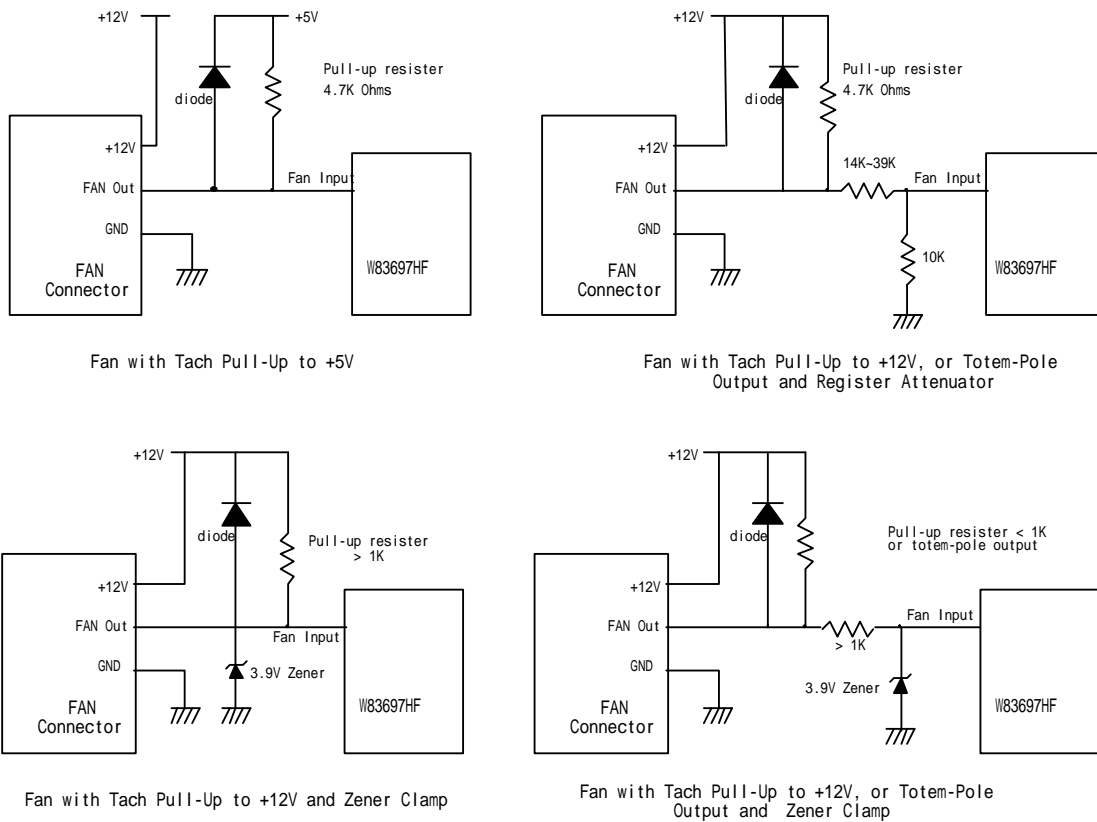 +12V
+5V
diode
Pull-up resister
4.7K Ohms
+12V
FAN Out
Fan Input
GND
FAN
Connector
W83697HF
Fan with Tach Pull-Up to +5V
+12V
diode
Pull-up resister
4.7K Ohms
+12V
14K~39K
FAN Out
Fan Input
GND
10K
FAN
Connector
W83697HF
Fan with Tach Pull-Up to +12V, or Totem-Pole
Output and Register Attenuator
+12V
diode
Pull-up resister
> 1K
+12V
FAN Out
Fan Input
GND
3.9V Zener
FAN
Connector
W83697HF
Fan with Tach Pull-Up to +12V and Zener Clamp
+12V
diode
Pull-up resister < 1K
or totem-pole output
+12V
FAN Out
Fan Input
> 1K
GND
3.9V Zener
FAN
Connector
W83697HF
Fan with Tach Pull-Up to +12V, or Totem-Pole
Output and Zener Clamp